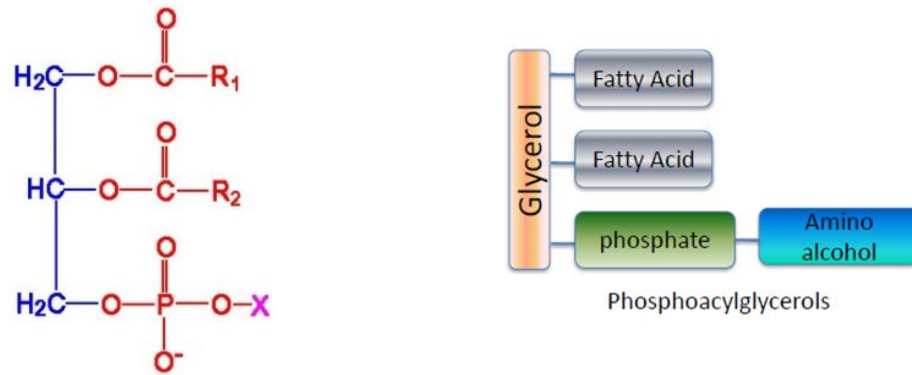 O
H₂C—O—C—R₁
O
HC—O—C—R₂
O
H₂C—O—P—O—X
O⁻
Glycerol
Fatty Acid
Fatty Acid
phosphate
Amino
alcohol
Phosphoacylglycerols